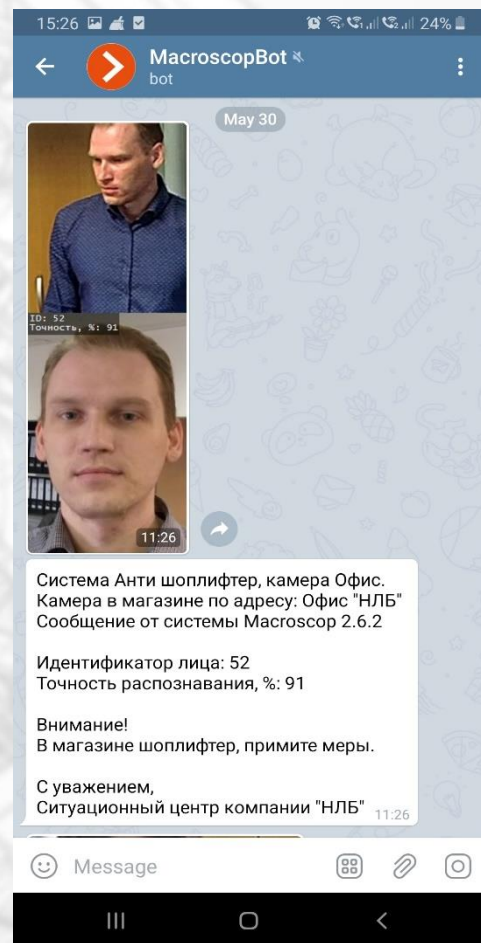 15:26
24%
MacroscopBot
bot
May 30
ID: 52
Точность, %: 91
11:26
Система Анти шоплифтер, камера Офис.
Камера в магазине по адресу: Офис "НЛБ"
Сообщение от системы Macroscop 2.6.2
Идентификатор лица: 52
Точность распознавания, %: 91
Внимание!
В магазине шоплифтер, примите меры.
С уважением,
Ситуационный центр компании "НЛБ"
11:26
Message